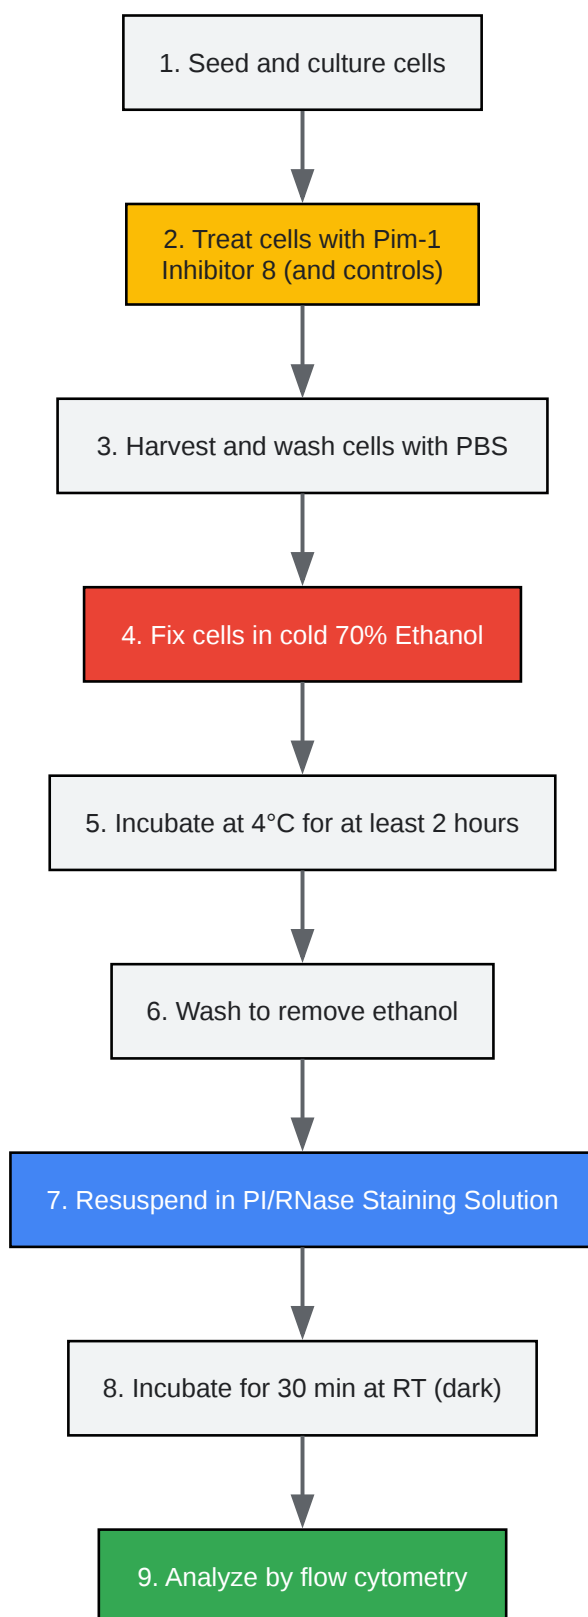 1. Seed and culture cells
2. Treat cells with Pim-1
Inhibitor 8 (and controls)
3. Harvest and wash cells with PBS
4. Fix cells in cold 70% Ethanol
5. Incubate at 4°C for at least 2 hours
6. Wash to remove ethanol
7. Resuspend in PI/RNase Staining Solution
8. Incubate for 30 min at RT (dark)
9. Analyze by flow cytometry